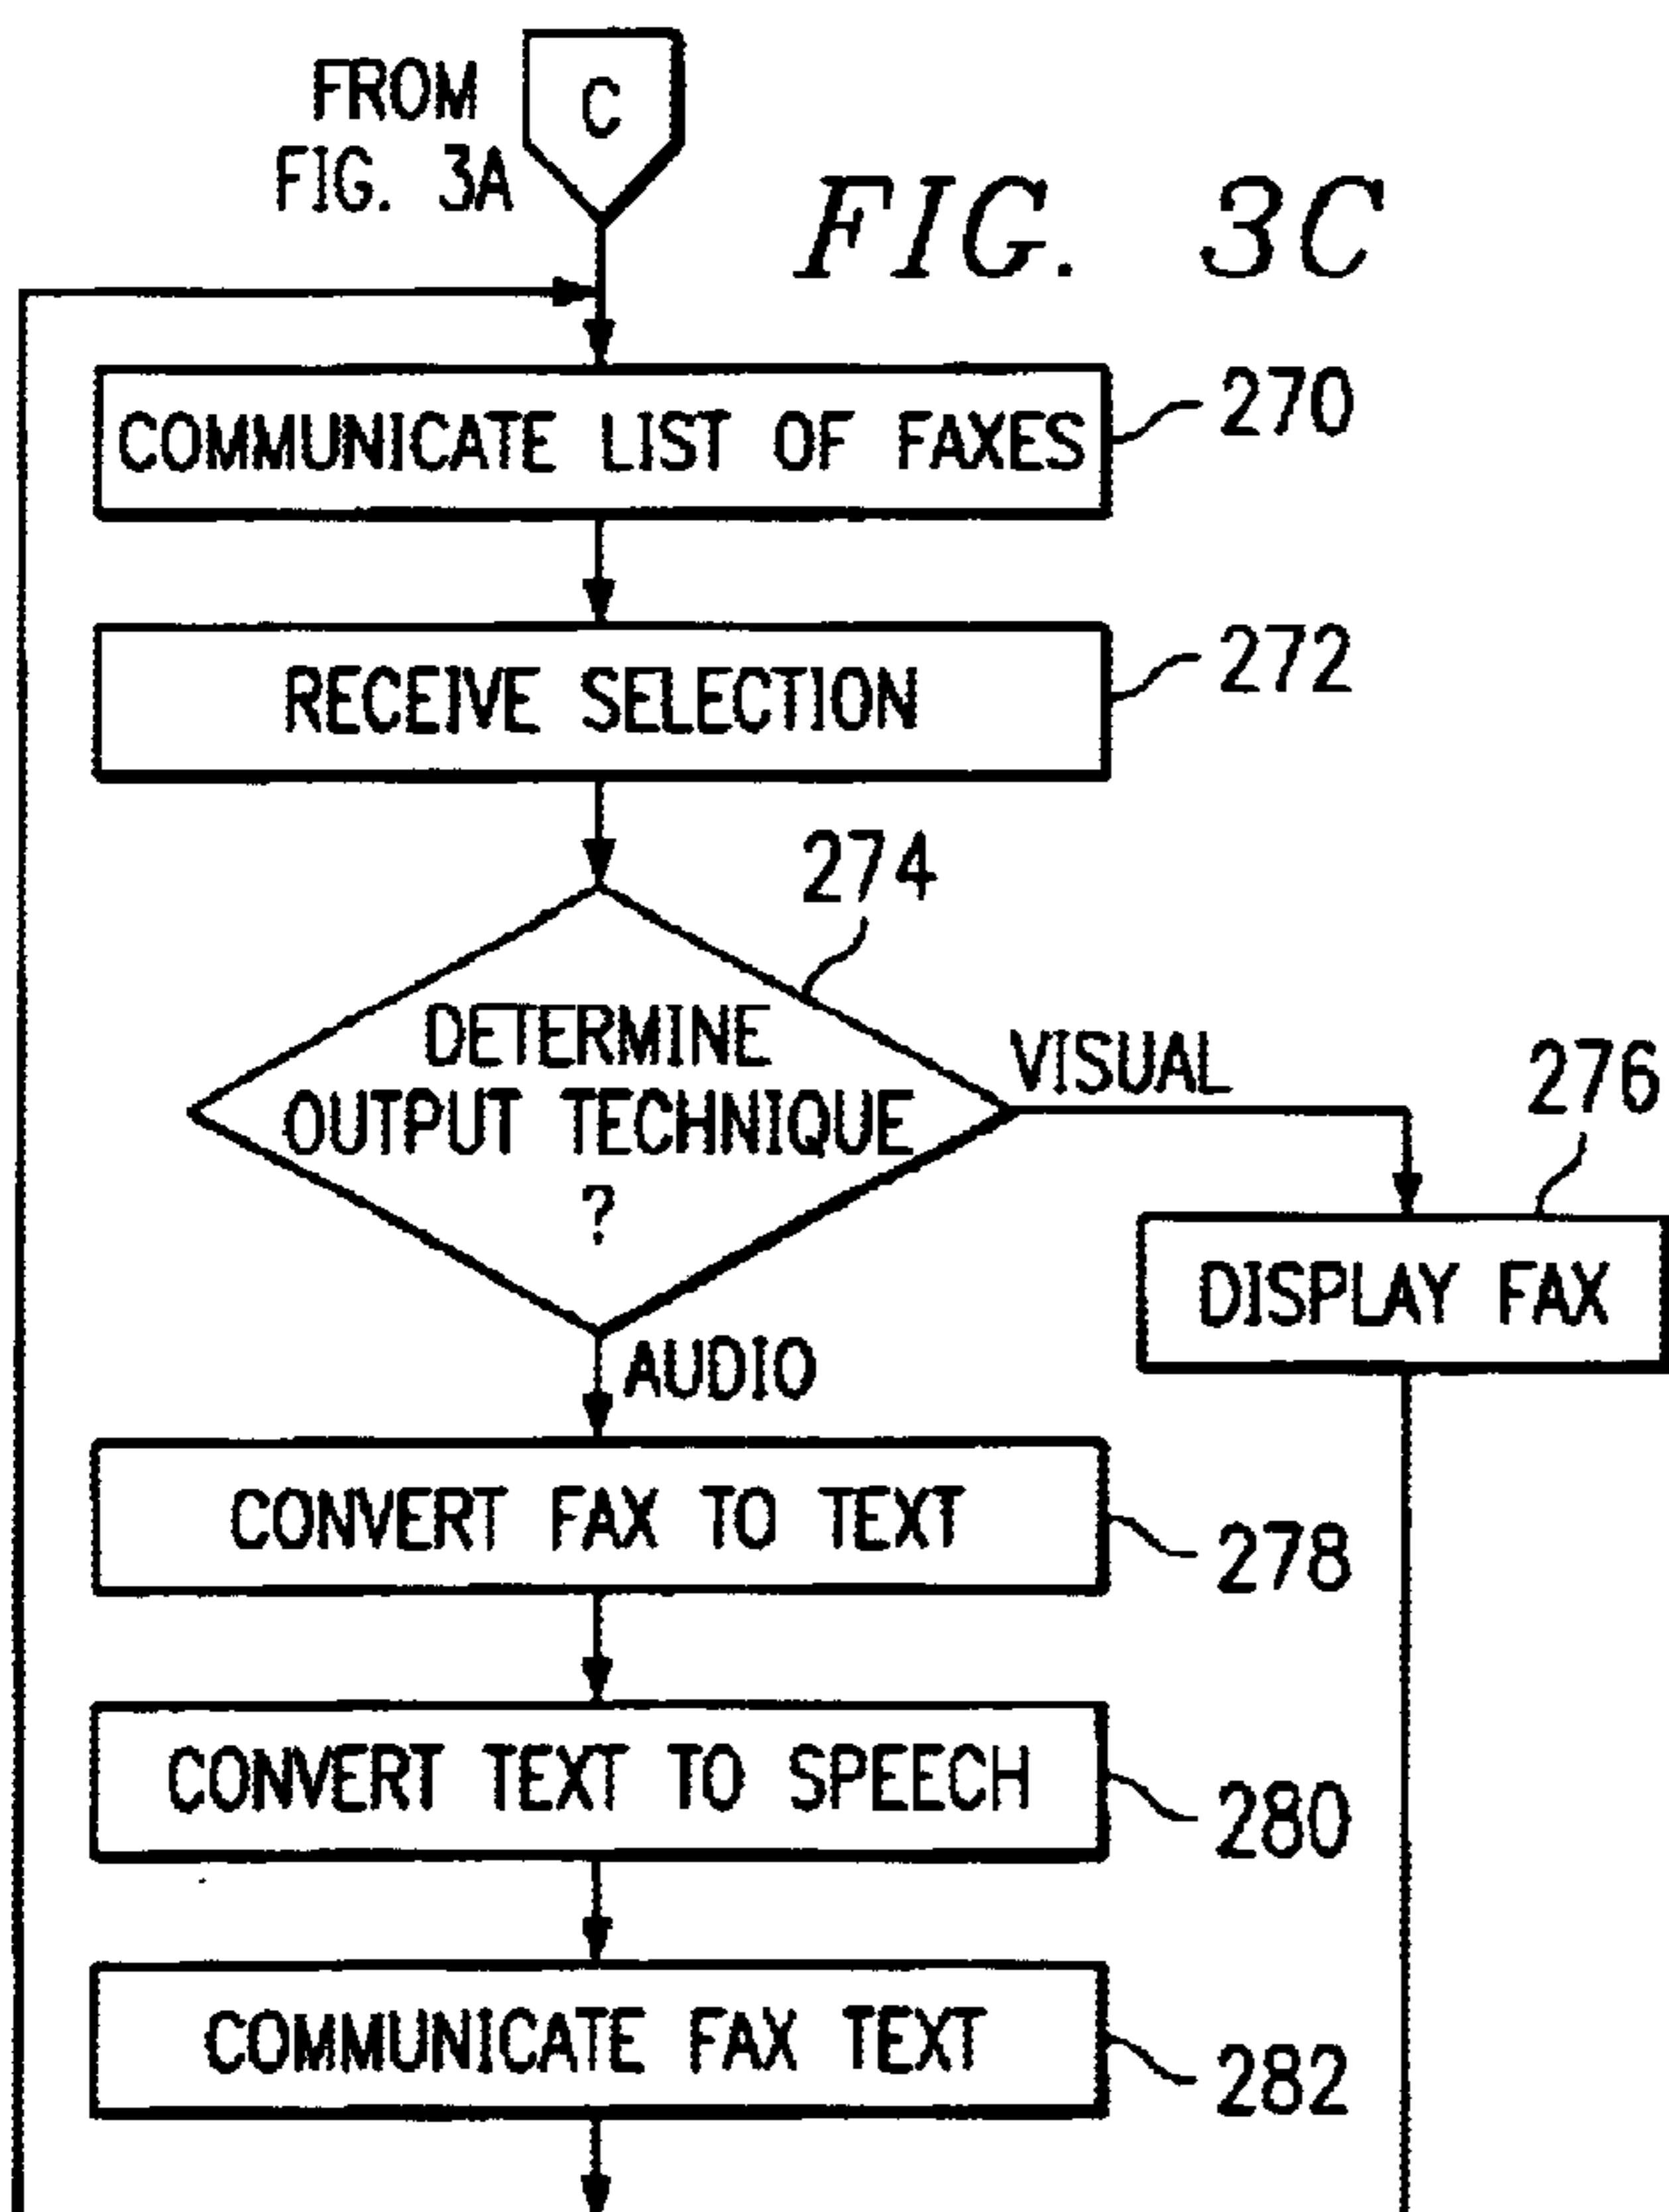 FROM
FIG. 3A
C
FIG. 3C
COMMUNICATE LIST OF FAXES
270
RECEIVE SELECTION
272
274
DETERMINE
OUTPUT TECHNIQUE
?
VISUAL
276
DISPLAY FAX
AUDIO
CONVERT FAX TO TEXT
278
CONVERT TEXT TO SPEECH
280
COMMUNICATE FAX TEXT
282